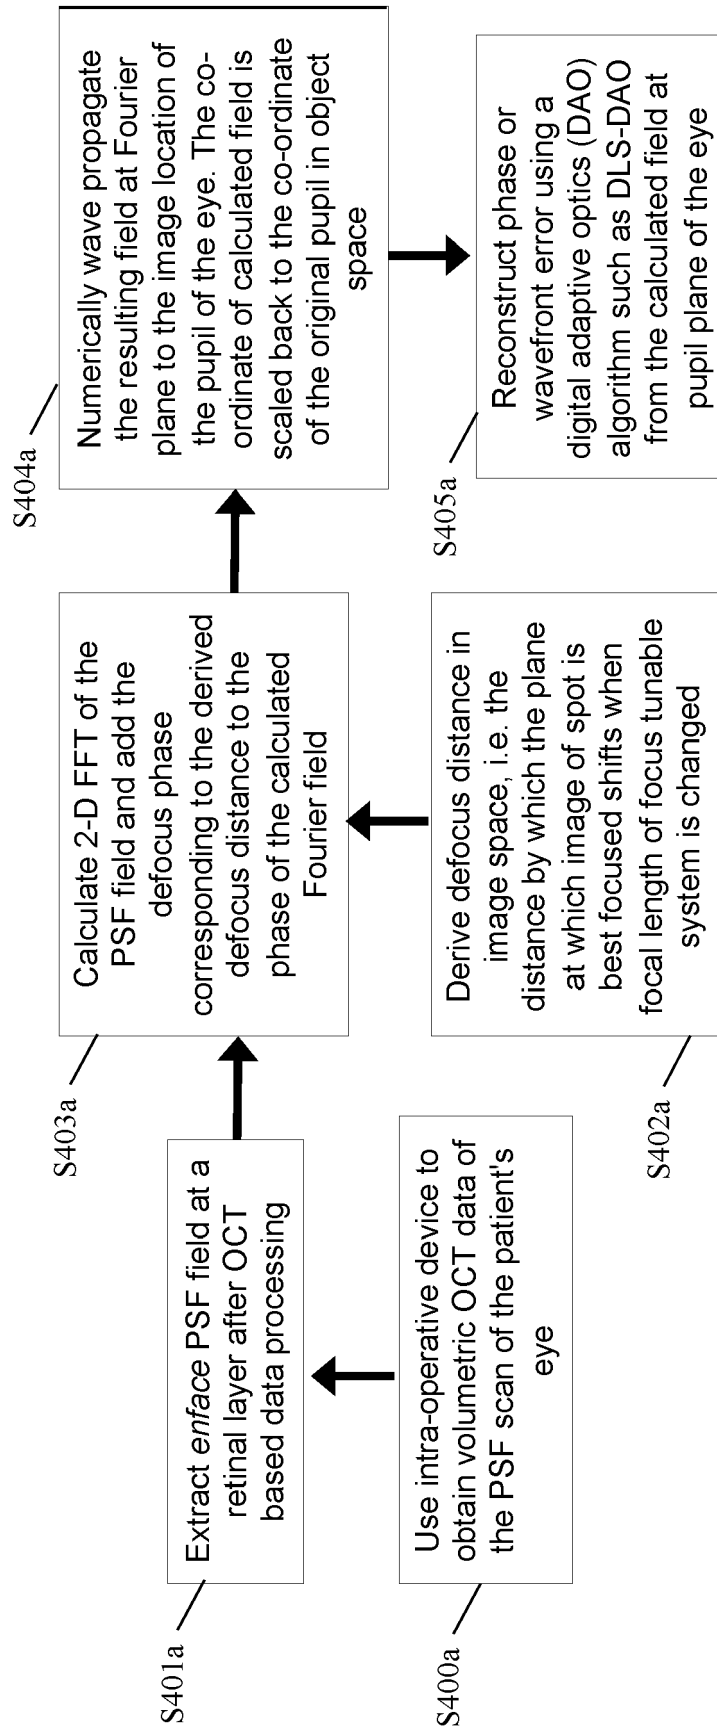 S400a
Use intra-operative device to
obtain volumetric OCT data of
the PSF scan of the patient's
eye
S401a
Extract enface PSF field at a
retinal layer after OCT
based data processing
S402a
Derive defocus distance in
image space, i.e. the
distance by which the plane
at which image of spot is
best focused shifts when
focal length of focus tunable
system is changed
S403a
Calculate 2-D FFT of the
PSF field and add the
defocus phase
corresponding to the derived
defocus distance to the
phase of the calculated
Fourier field
S404a
Numerically wave propagate
the resulting field at Fourier
plane to the image location of
the pupil of the eye. The co-
ordinate of calculated field is
scaled back to the co-ordinate
of the original pupil in object
space
S405a
Reconstruct phase or
wavefront error using a
digital adaptive optics (DAO)
algorithm such as DLS-DAO
from the calculated field at
pupil plane of the eye